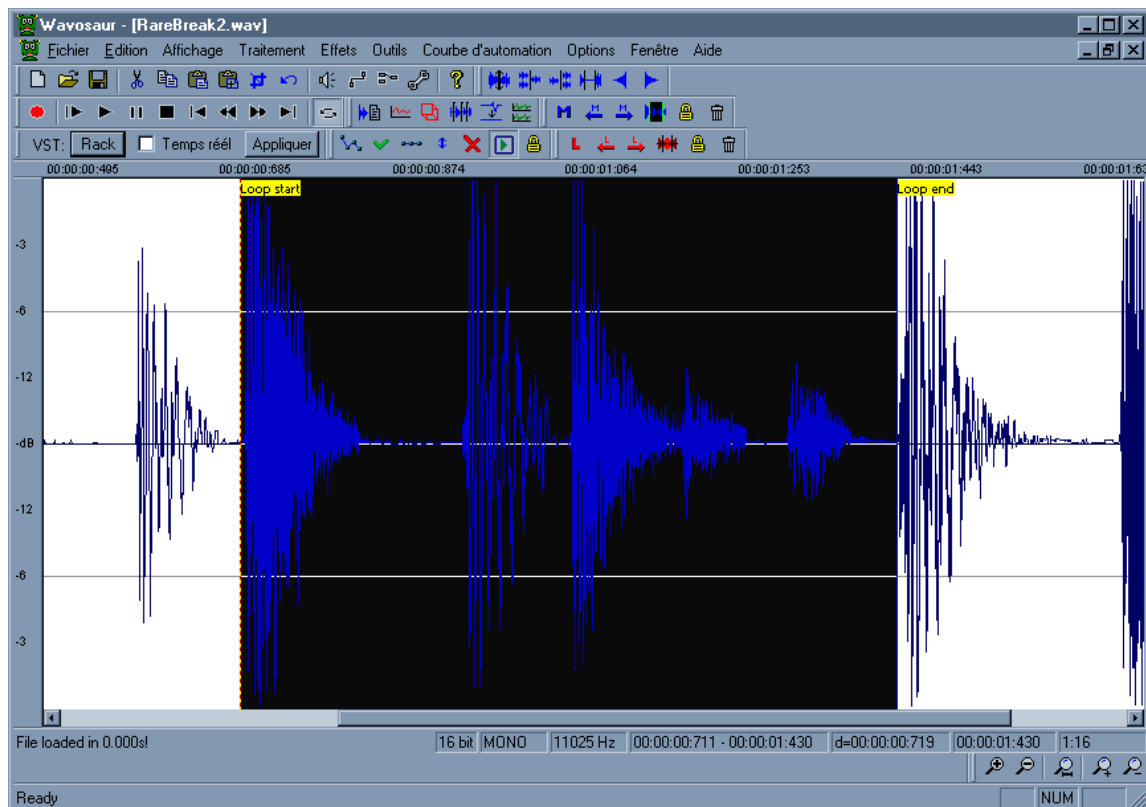 Wavosaur - [RareBreak2.wav]
Fichier Edition Affichage Traitement Effets Outils Courbe d'automation Options Fenêtre Aide
M M M
VST: Rack Temps réél Appliquer L L L
00:00:00:495 00:00:00:685 00:00:00:874 00:00:01:064 00:00:01:253 00:00:01:443 00:00:01:63
Loop start Loop end
-3
-6
-12
-dB
-12
-6
-3
File loaded in 0.000s! 16 bit MONO 11025 Hz 00:00:00:711 - 00:00:01:430 d=00:00:00:719 00:00:01:430 1:16
Ready NUM